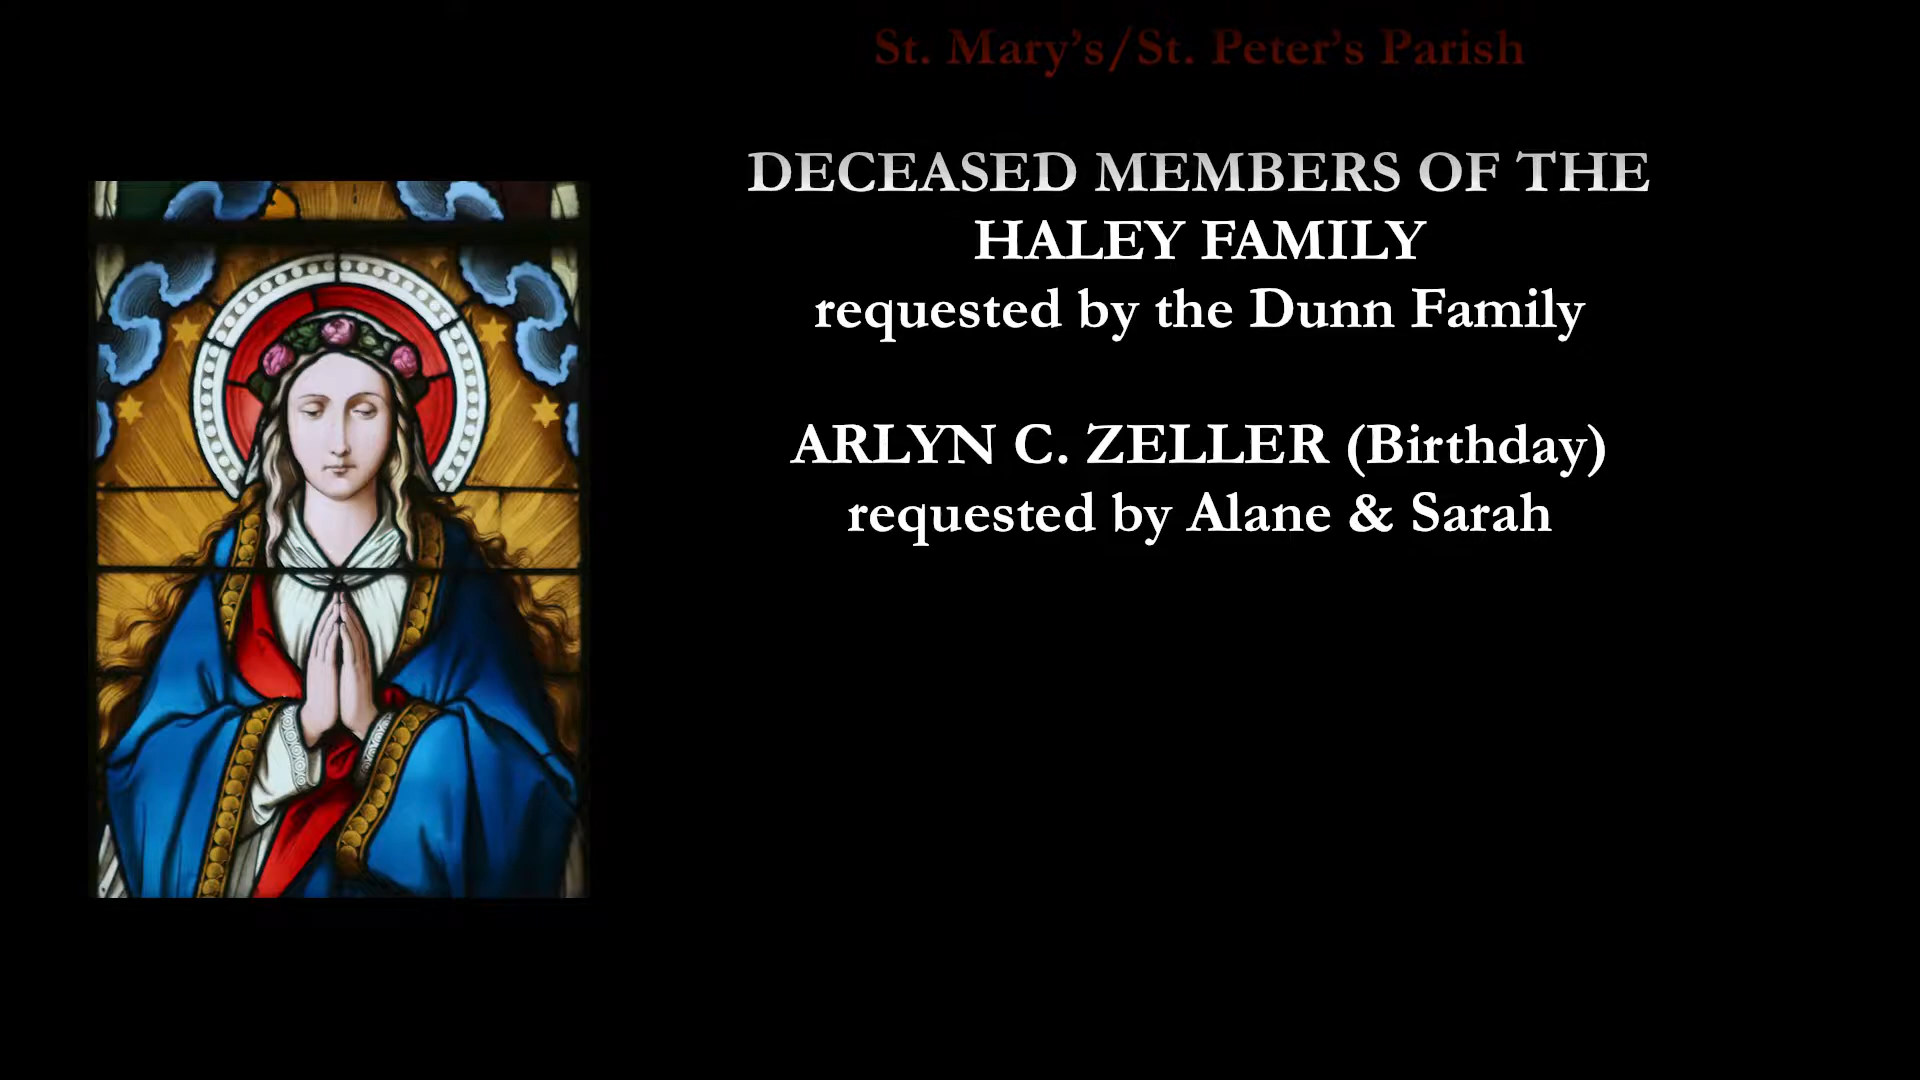 St. Mary’s/St. Peter’s Parish
DECEASED MEMBERS OF THE
HALEY FAMILY
requested by the Dunn Family
ARLYN C. ZELLER (Birthday)
requested by Alane & Sarah